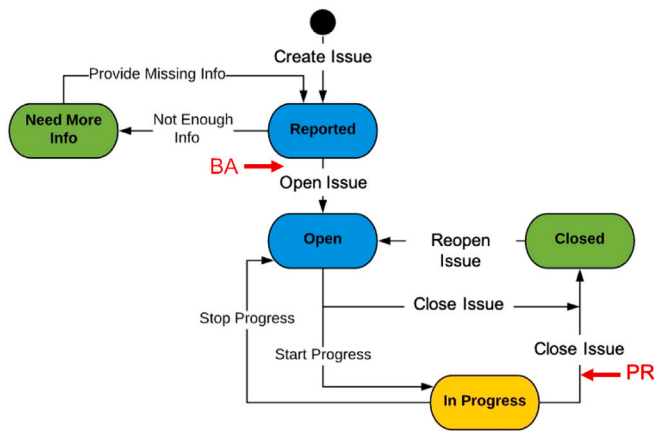 Create Issue
Provide Missing Info
Need More
Info
Not Enough
Info
Reported
BA
Open Issue
Open
Reopen
Issue
Closed
Close Issue
Stop Progress
Start Progress
Close Issue
PR
In Progress